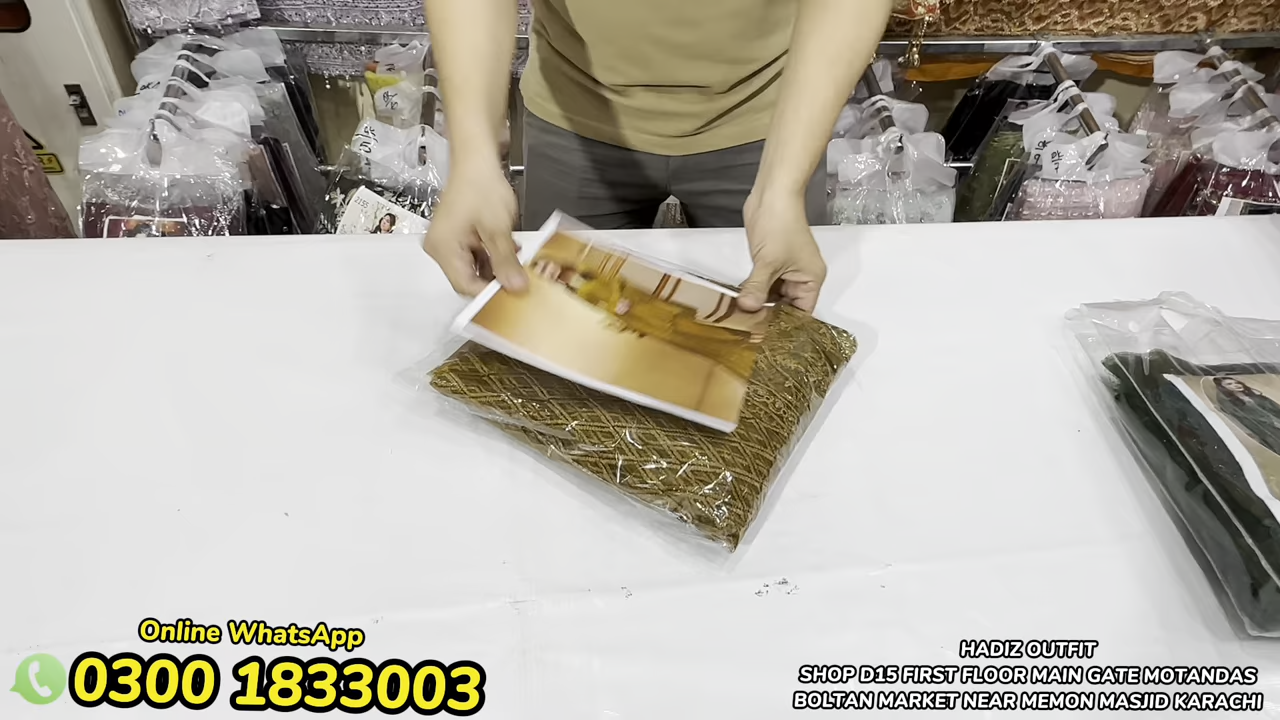 Online WhatsApp
0300 1833003
HADIZ OUTFIT
SHOP D15 FIRST FLOOR MAIN GATE MOTANDAS
BOLTAN MARKET NEAR MEMON MASJID KARACHI